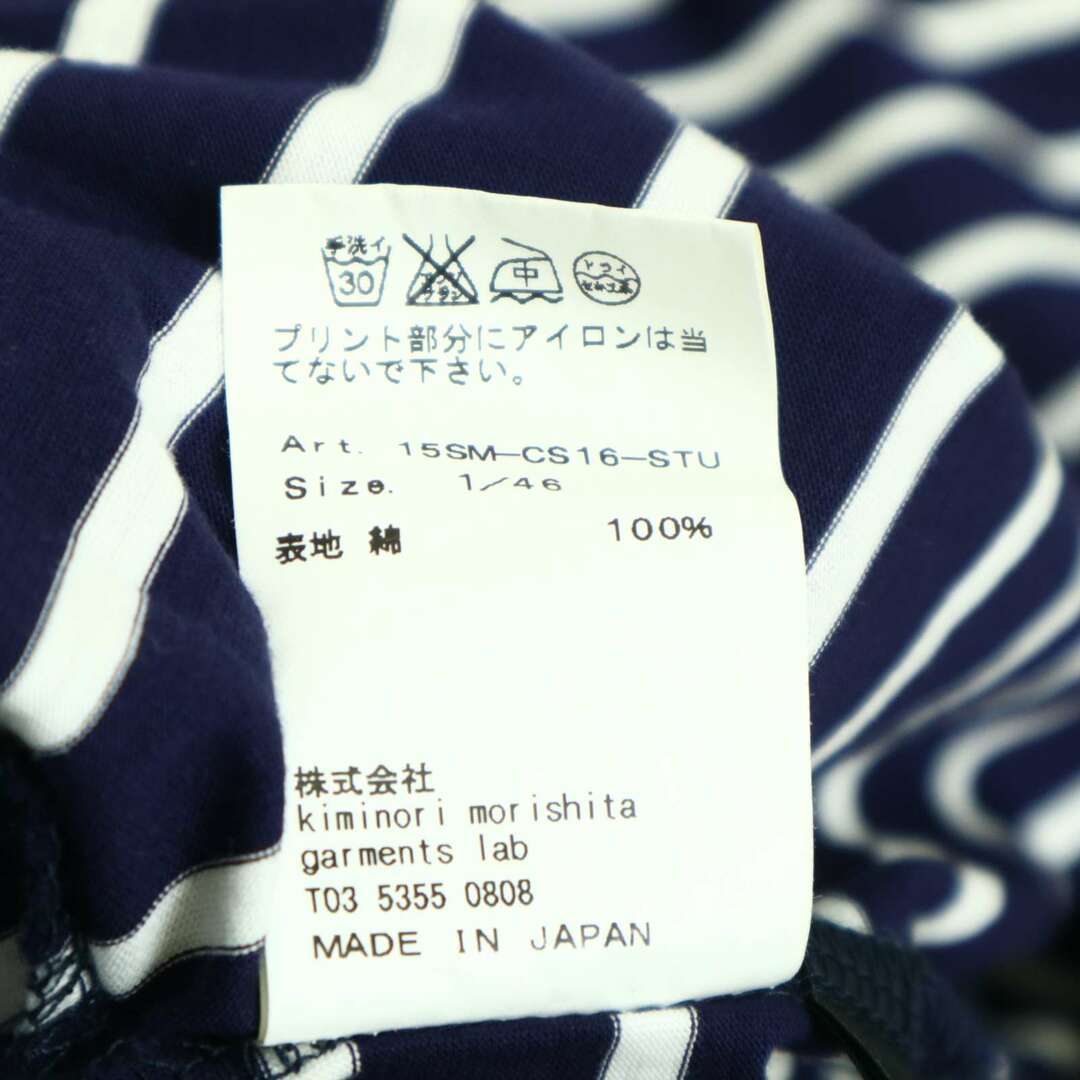 手洗イ
30
中
ドライ
プリント部分にアイロンは当
てないで下さい。
Art. 15SM-CS16-STU
Size. 1/46
表地 綿 100%
株式会社
kiminori morishita
garments lab
T03 5355 0808
MADE IN JAPAN